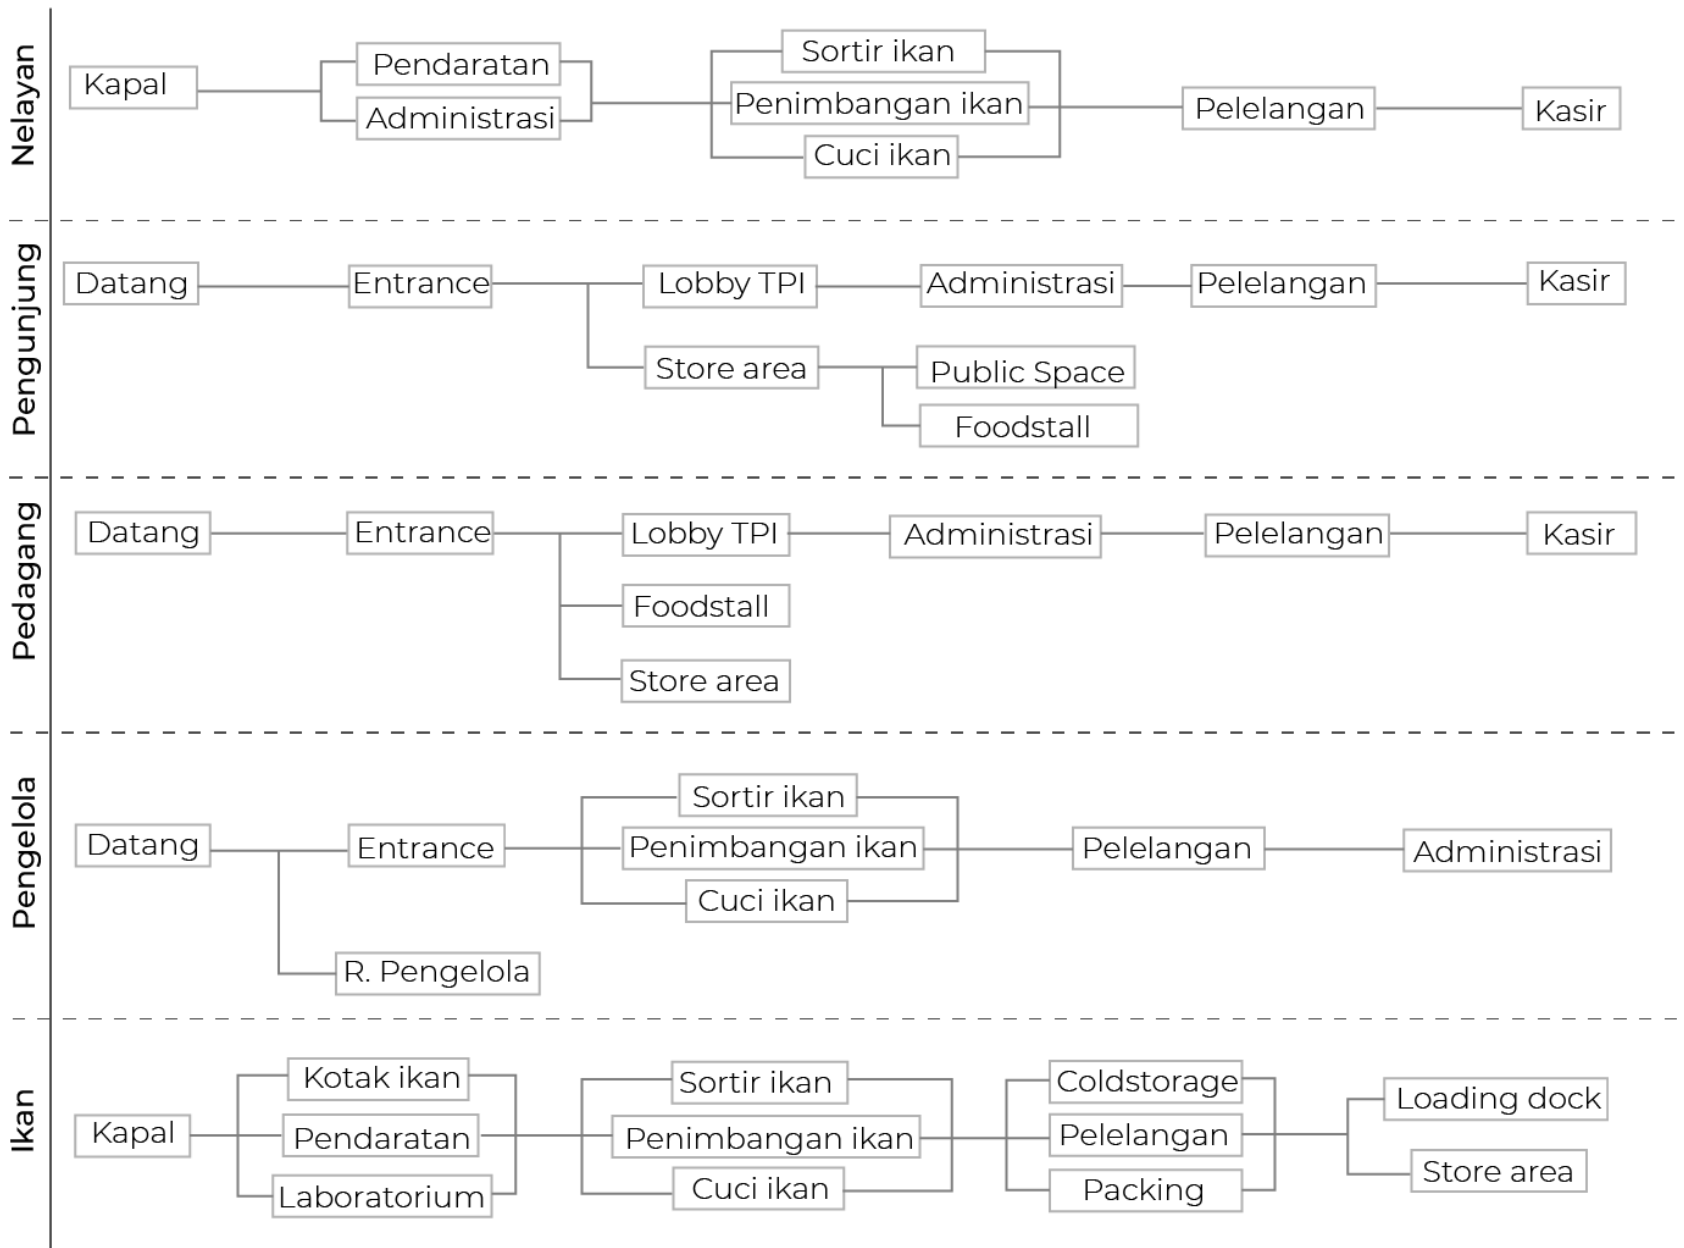 Nelayan
Kapal
Pendaratan
Administrasi
Sortir ikan
Penimbangan ikan
Cuci ikan
Pelelangan
Kasir
Pengunjung
Datang
Entrance
Lobby TPI
Administrasi
Pelelangan
Kasir
Store area
Public Space
Foodstall
Pedagang
Datang
Entrance
Lobby TPI
Administrasi
Pelelangan
Kasir
Foodstall
Store area
Pengelola
Datang
Entrance
Sortir ikan
Penimbangan ikan
Cuci ikan
Pelelangan
Administrasi
R. Pengelola
Ikan
Kapal
Kotak ikan
Pendaratan
Laboratorium
Sortir ikan
Penimbangan ikan
Cuci ikan
Coldstorage
Pelelangan
Packing
Loading dock
Store area